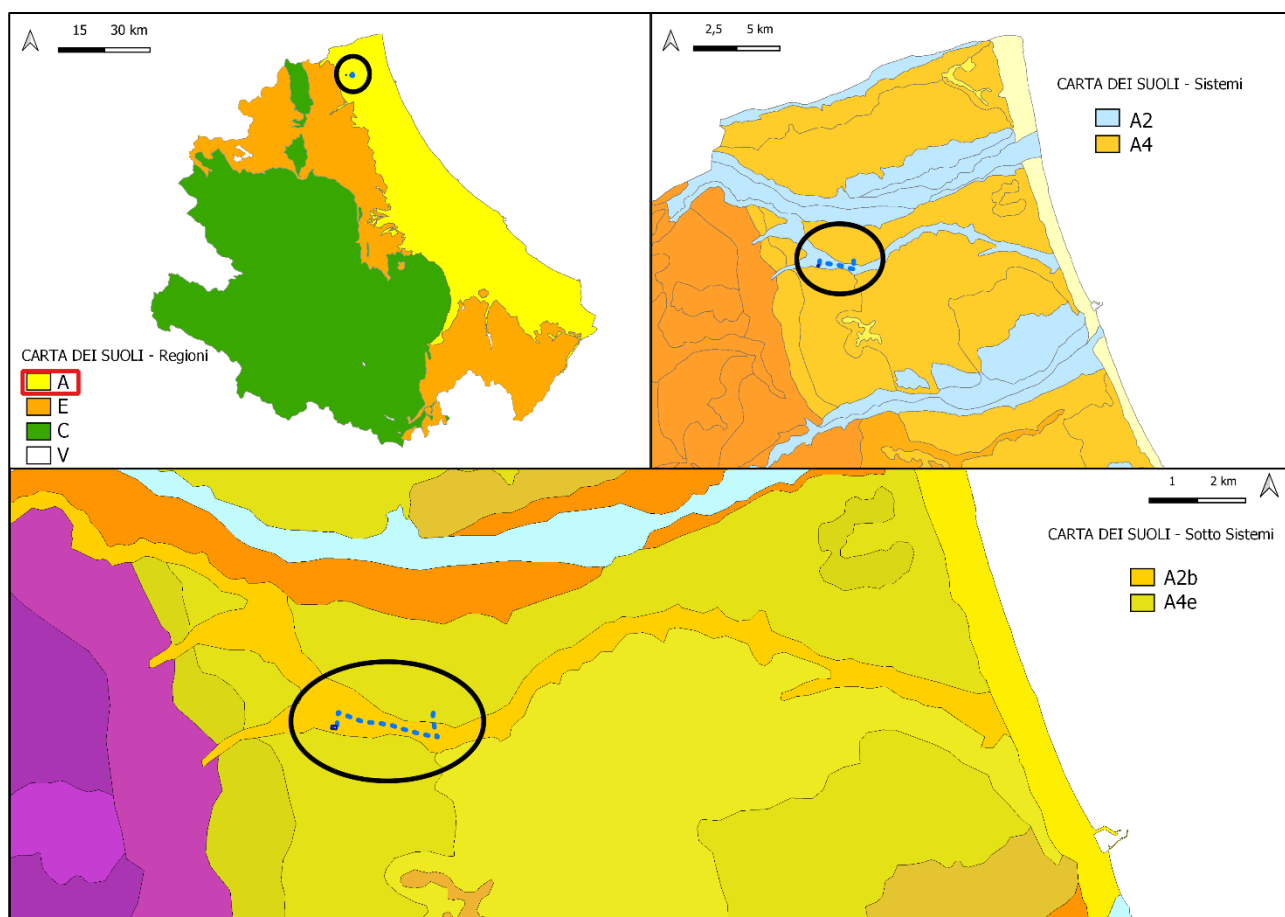 15 30 km
CARTA DEI SUOLI - Regioni
A
E
C
V
2,5 5 km
CARTA DEI SUOLI - Sistemi
A2
A4
1 2 km
CARTA DEI SUOLI - Sotto Sistemi
A2b
A4e